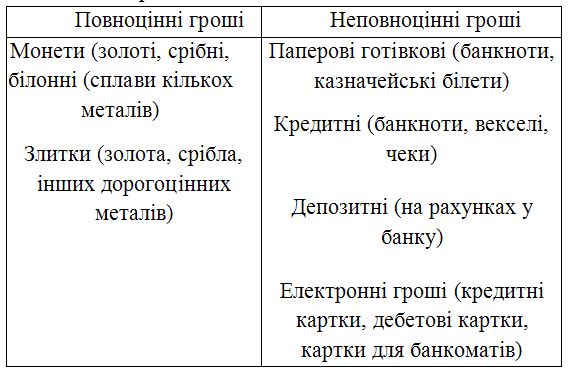 Повноцінні гроші
Неповноцінні гроші
Монети (золоті, срібні,
білонні (сплави кількох
металів)
Злитки (золота, срібла,
інших дорогоцінних
металів)
Паперові готівкові (банкноти,
казначейські білети)
Кредитні (банкноти, векселі,
чеки)
Депозитні (на рахунках у
банку)
Електронні гроші (кредитні
картки, дебетові картки,
картки для банкоматів)